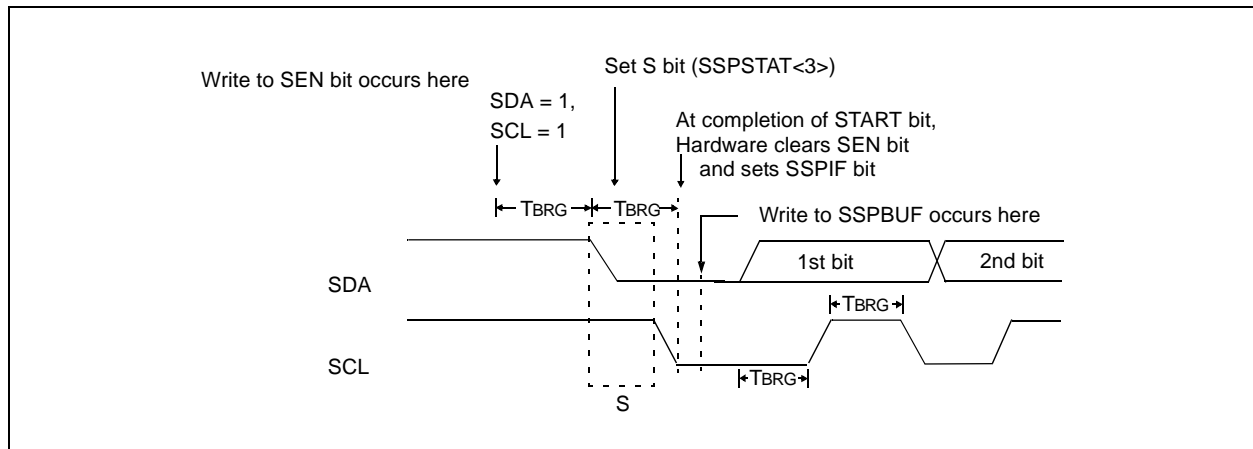 Write to SEN bit occurs here
Set S bit (SSPSTAT<3>)
SDA = 1,
SCL = 1
At completion of START bit,
Hardware clears SEN bit
and sets SSPIF bit
TBRG
TBRG
Write to SSPBUF occurs here
SDA
1st bit
2nd bit
TBRG
SCL
TBRG
S